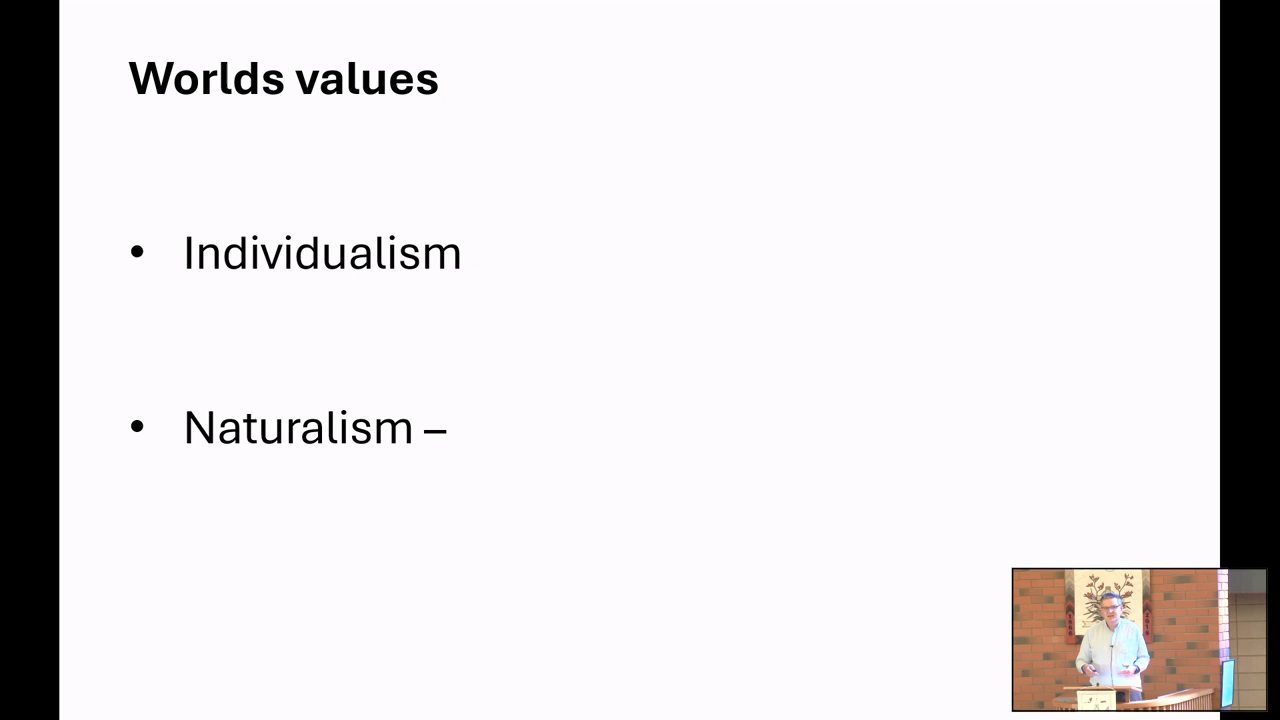 Worlds values
• Individualism
• Naturalism –